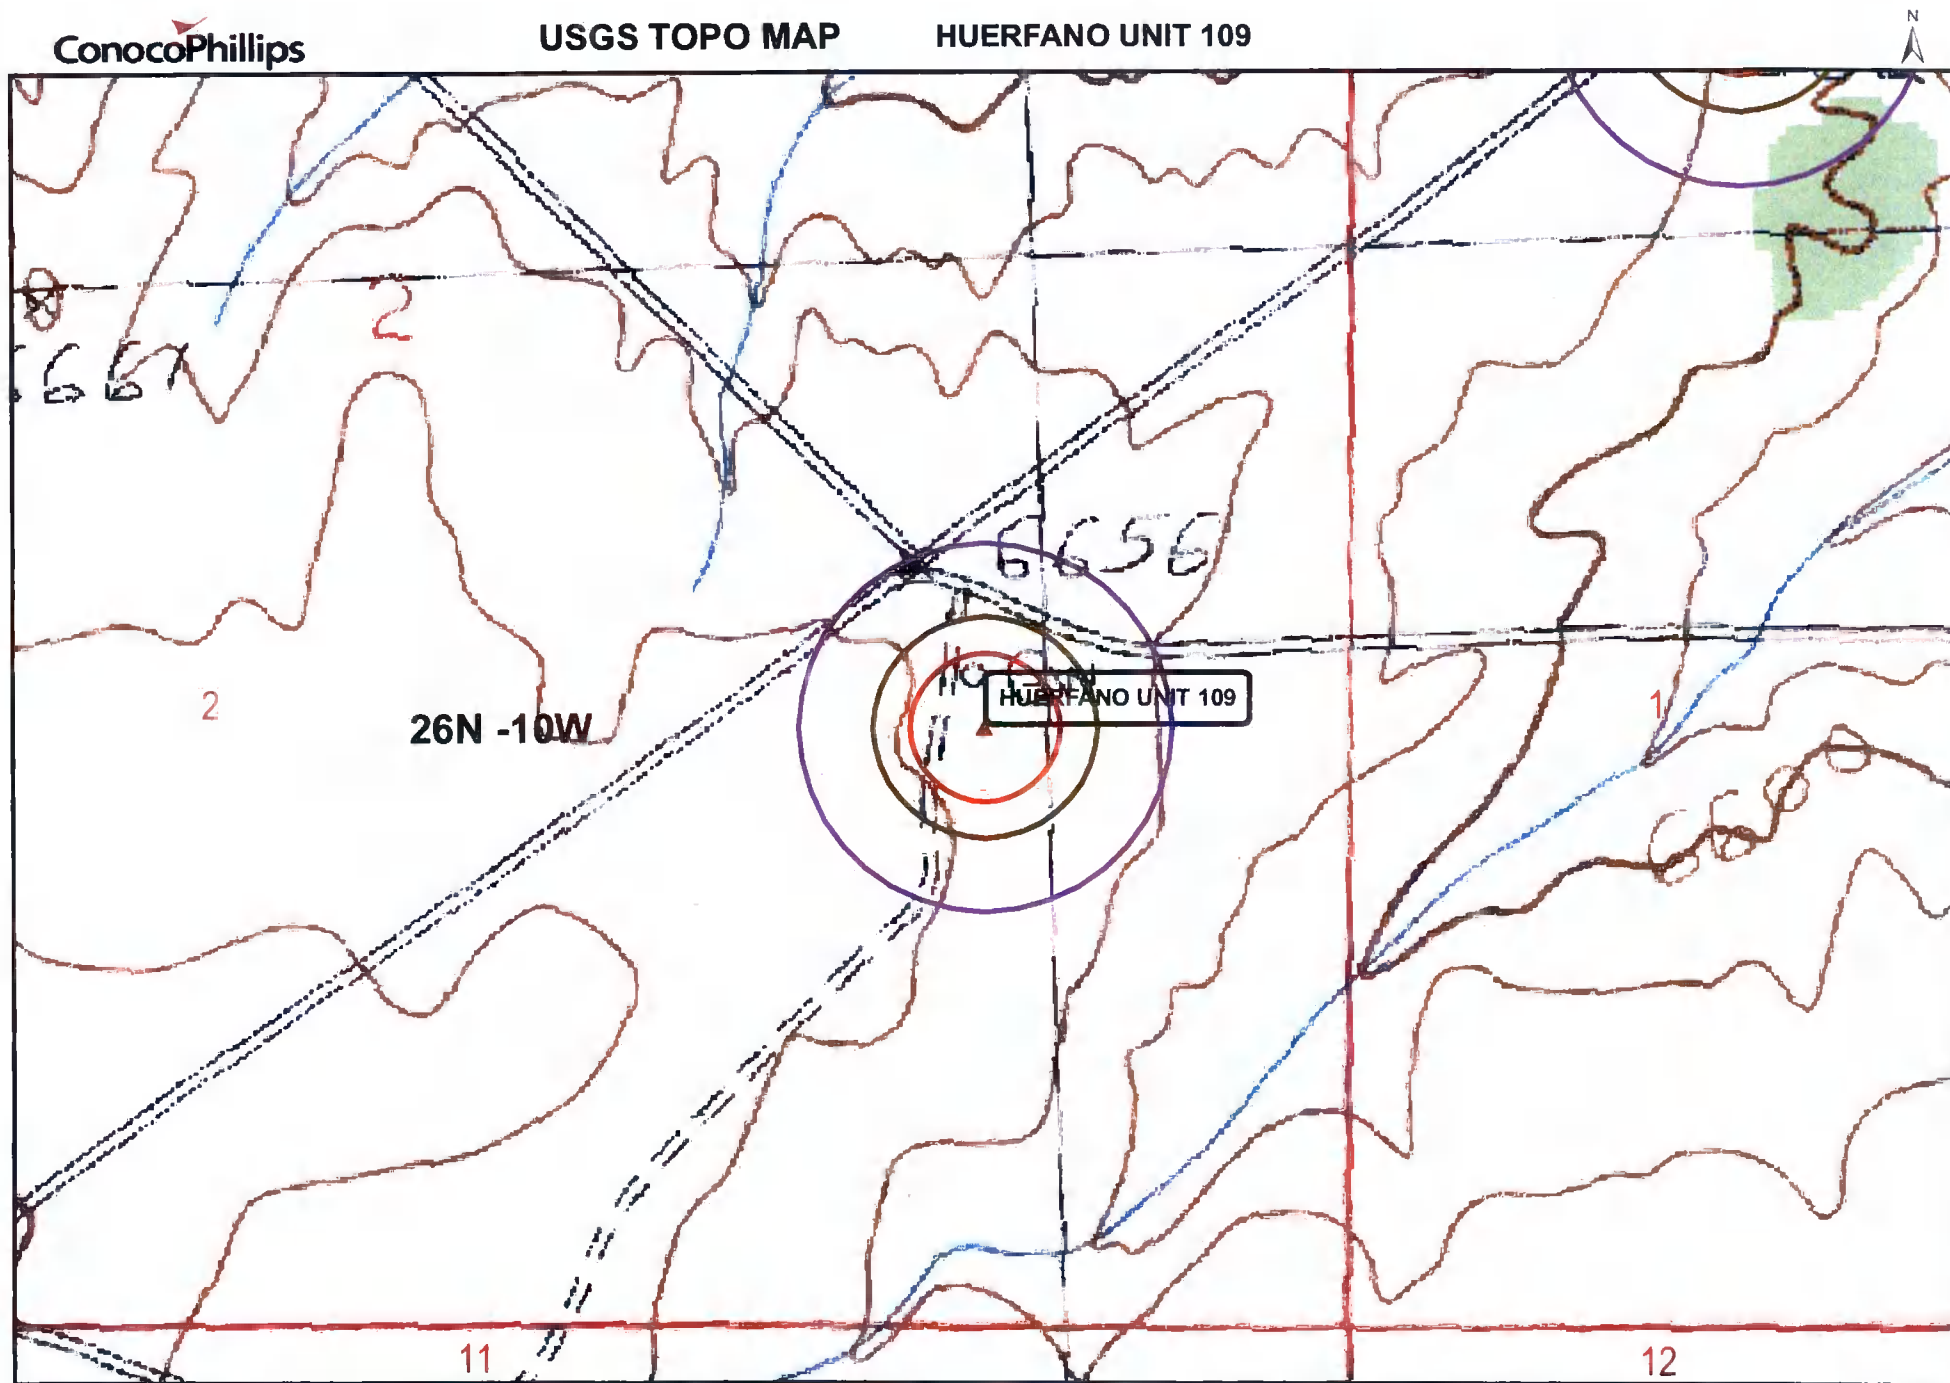 ConocoPhillips
USGS TOPO MAP
HUERFANO UNIT 109
N
2
6656
2
26N -10W
HUERFANO UNIT 109
1
11
12